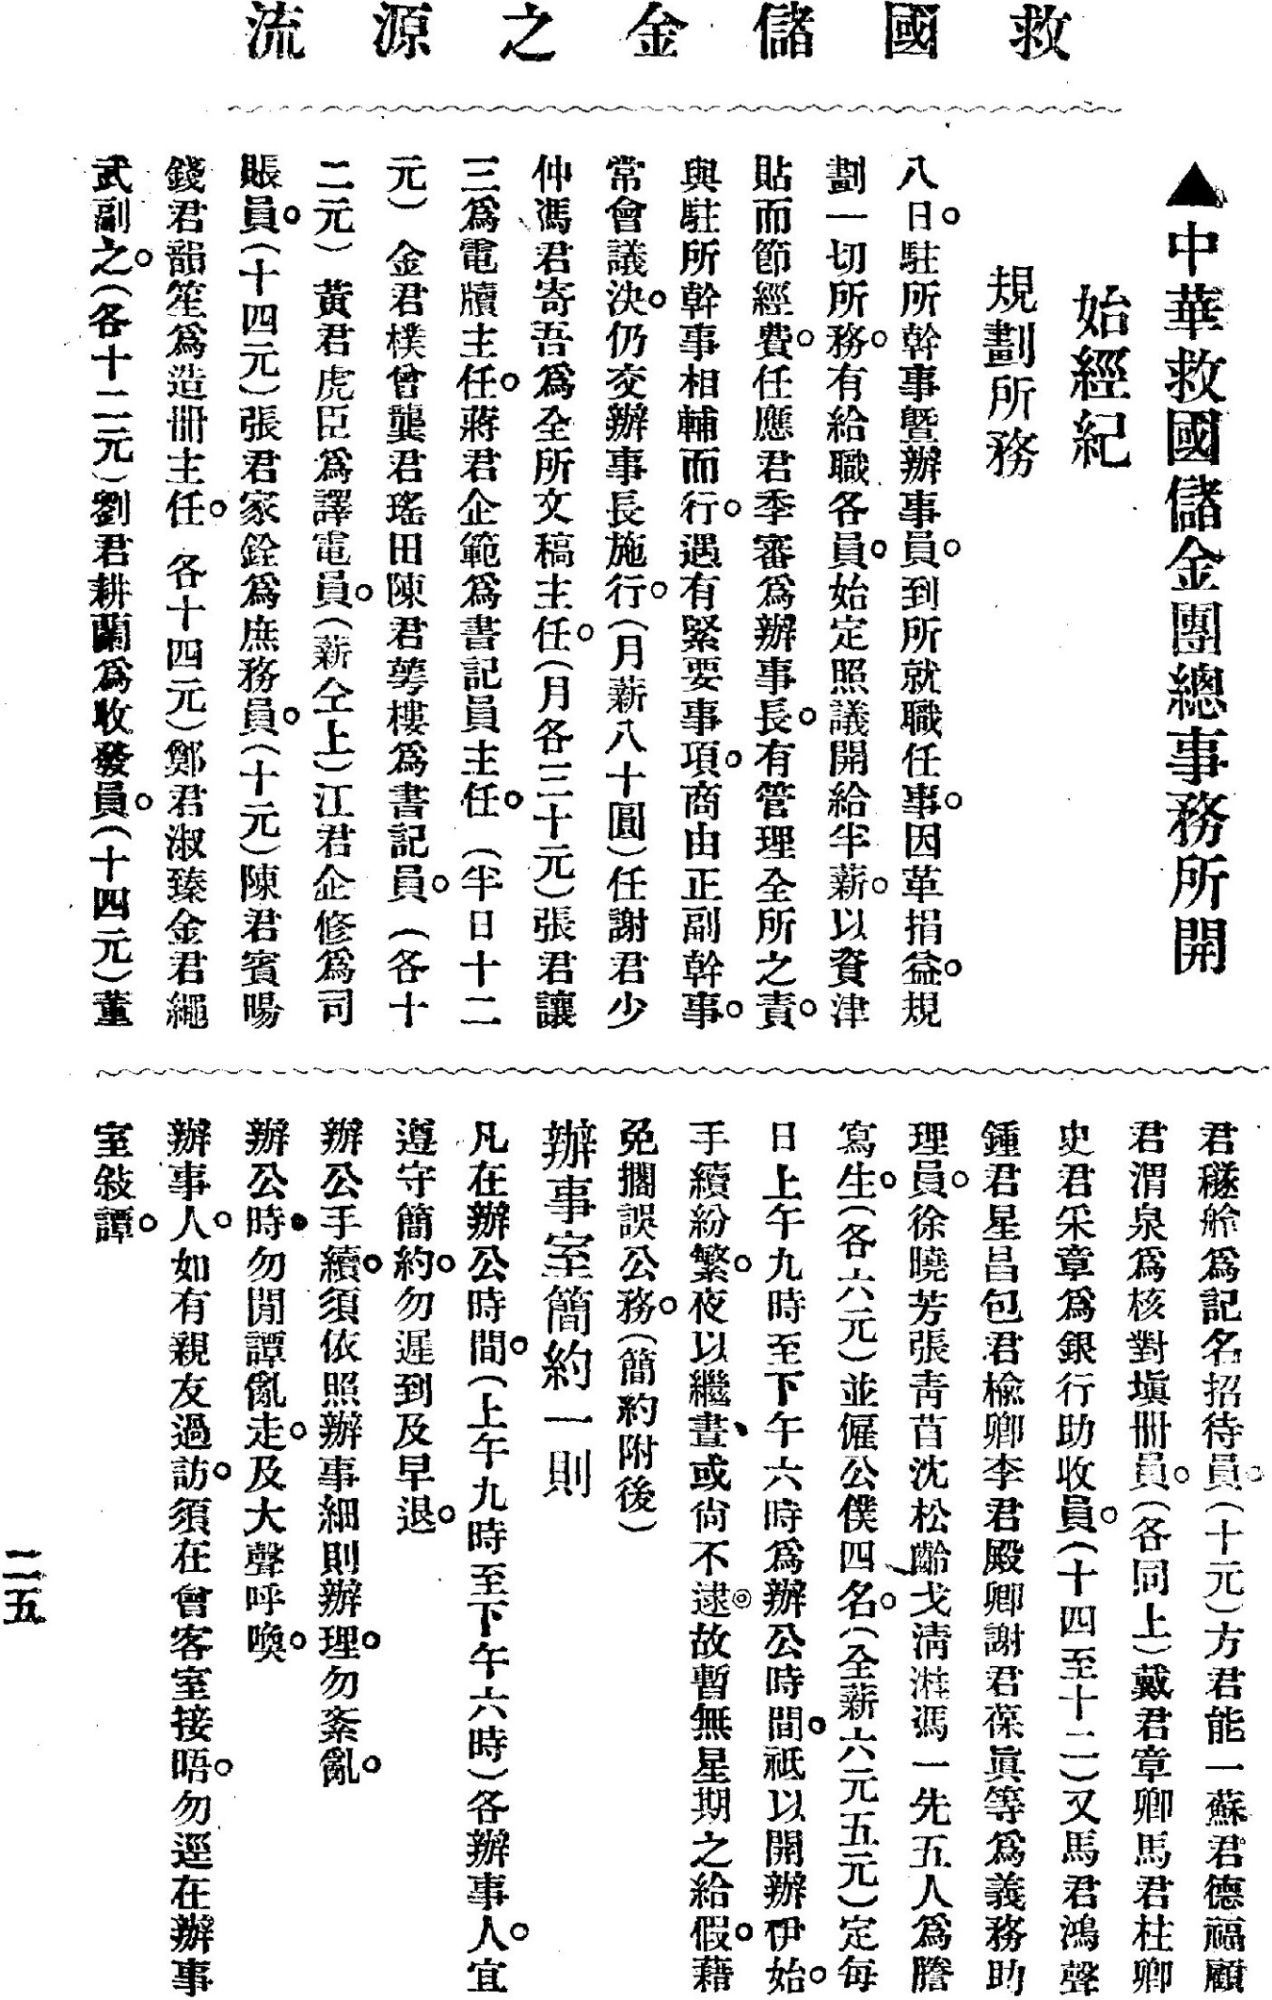 救國儲金之源流
▲中華救國儲金團總事務所開
始經紀
規劃所務
八日。駐所幹事曁辦事員。到所就職任事。因革捐益。規
劃一切所務。有給職各員。始定照議開給半薪。以資津
貼而節經費。任應君季審爲辦事長。有管理全所之責。
與駐所幹事相輔而行。遇有緊要事項。商由正副幹事。
常會議決。仍交辦事長施行。(月薪八十圓)任謝君少
仲馮君寄吾爲全所文稿主任。(月各三十元)張君讓
三爲電牘主任。蔣君企範爲書記員主任。(半日十二
元)金君樸曾龔君瑤田陳君萼樓爲書記員。(各十
二元)黃君虎臣爲譯電員。(薪仝上)江君企修爲司
賬員。(十四元)張君家銓爲庶務員。(十元)陳君賓暘
錢君韻笙爲造冊主任。各十四元)鄭君淑臻金君繩
武副之。(各十二元)劉君耕蘭爲收發員。(十四元)董
君穟舲爲記名招待員。(十元)方君能一蘇君德福顧
君渭泉爲核對塡冊員。(各同上)戴君章卿馬君柱卿
史君釆章爲銀行助收員。(十四至十二)又馬君鴻聲
鍾君星昌包君楡卿李君殿卿謝君葆眞等爲義務助
理員。徐曉芳張靑苜沈松齡戈淸湴馮一先五人爲謄
寫生。(各六元)並僱公僕四名。(全薪六元五元)定每
日上午九時至下午六時爲辦公時間。祗以開辦伊始。
手續紛繁。夜以繼晝、或尙不逮。故暫無星期之給假。藉
免擱誤公務。(簡約附後)
辦事室簡約一則
凡在辦公時間。(上午九時至下午六時)各辦事人。宜
遵守簡約。勿遲到及早退。
辦公手續。須依照辦事細則辦理。勿紊亂。
辦公時。勿閒譚亂走。及大聲呼喚。
辦事人。如有親友過訪。須在會客室接晤。勿逕在辦事
室敍譚。
二五